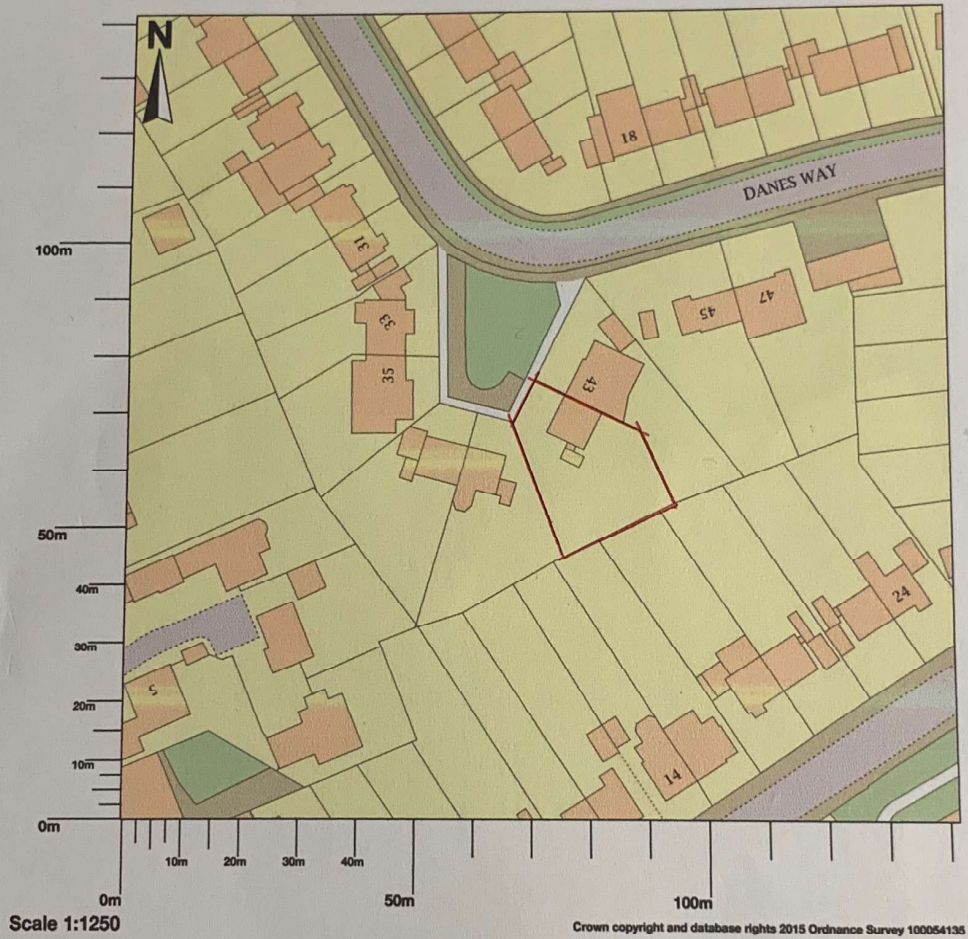 N
18
DANES WAY
31
100m
33
45
47
35
43
50m
40m
24
30m
5
20m
10m
14
0m
10m 20m 30m 40m
0m 50m 100m
Scale 1:1250
Crown copyright and database rights 2015 Ordnance Survey 100054135